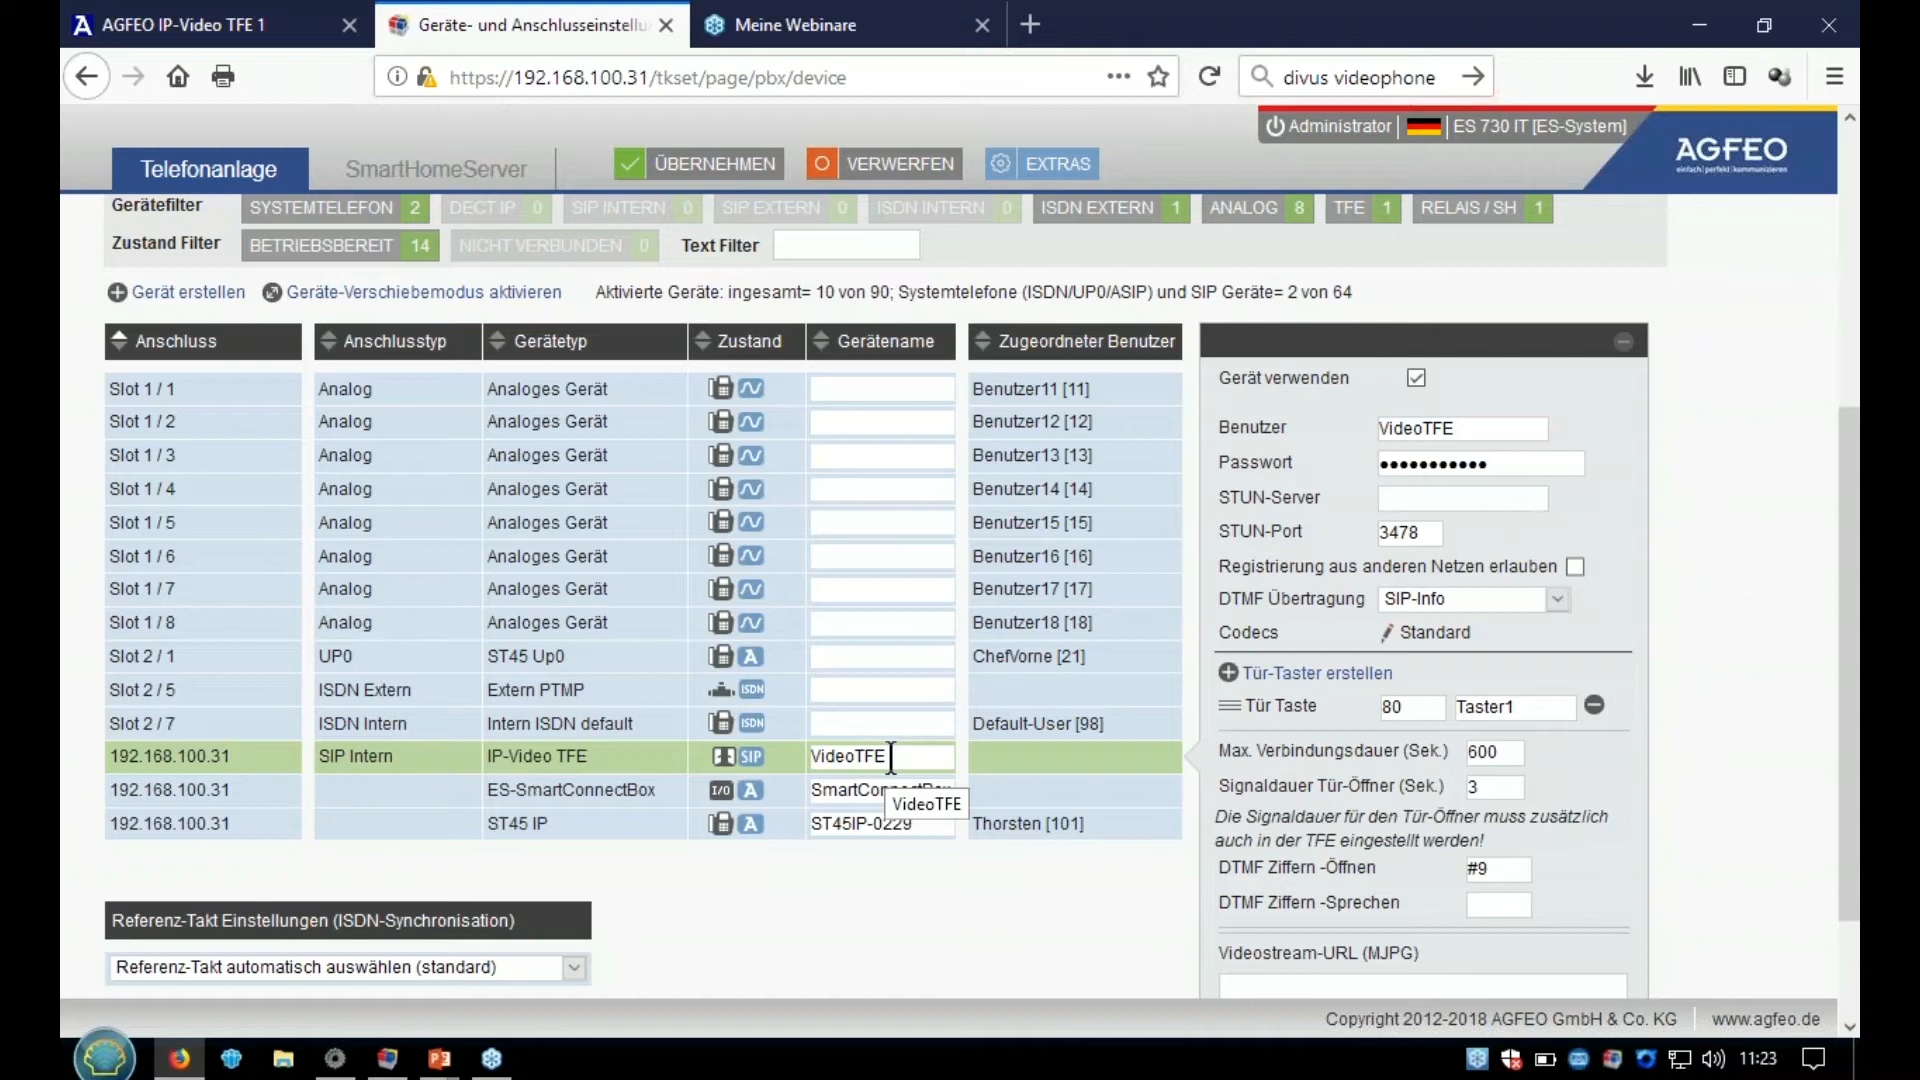 AGFEO IP-Video TFE 1
Geräte- und Anschlusseinstellu
Meine Webinare
https://192.168.100.31/tkset/page/pbx/device
divus videophone
Administrator
ES 730 IT [ES-System]
AGFEO
einfach|perfekt|kommunizieren
Telefonanlage
SmartHomeServer
ÜBERNEHMEN
VERWERFEN
EXTRAS
Gerätefilter SYSTEMTELEFON 2 DECT IP 0 SIP INTERN 0 SIP EXTERN 0 ISDN INTERN 0 ISDN EXTERN 1 ANALOG 8 TFE 1 RELAIS / SH 1
Zustand Filter BETRIEBSBEREIT 14 NICHT VERBUNDEN 0 Text Filter
Gerät erstellen Geräte-Verschiebemodus aktivieren Aktivierte Geräte: ingesamt= 10 von 90; Systemtelefone (ISDN/UP0/ASIP) und SIP Geräte= 2 von 64
Anschluss Anschlusstyp Gerätetyp Zustand Gerätename Zugeordneter Benutzer
Slot 1 / 1 Analog Analoges Gerät Benutzer11 [11]
Slot 1 / 2 Analog Analoges Gerät Benutzer12 [12]
Slot 1 / 3 Analog Analoges Gerät Benutzer13 [13]
Slot 1 / 4 Analog Analoges Gerät Benutzer14 [14]
Slot 1 / 5 Analog Analoges Gerät Benutzer15 [15]
Slot 1 / 6 Analog Analoges Gerät Benutzer16 [16]
Slot 1 / 7 Analog Analoges Gerät Benutzer17 [17]
Slot 1 / 8 Analog Analoges Gerät Benutzer18 [18]
Slot 2 / 1 UP0 ST45 Up0 A ChefVorne [21]
Slot 2 / 5 ISDN Extern Extern PTMP ISDN
Slot 2 / 7 ISDN Intern Intern ISDN default ISDN Default-User [98]
192.168.100.31 SIP Intern IP-Video TFE SIP VideoTFE
192.168.100.31 ES-SmartConnectBox I/O A SmartConnectBox
VideoTFE
192.168.100.31 ST45 IP A ST45IP-0229 Thorsten [101]
Referenz-Takt Einstellungen (ISDN-Synchronisation)
Referenz-Takt automatisch auswählen (standard)
Gerät verwenden
Benutzer VideoTFE
Passwort •••••••••••
STUN-Server
STUN-Port 3478
Registrierung aus anderen Netzen erlauben
DTMF Übertragung SIP-Info
Codecs Standard
Tür-Taster erstellen
Tür Taste 80 Taster1
Max. Verbindungsdauer (Sek.) 600
Signaldauer Tür-Öffner (Sek.) 3
Die Signaldauer für den Tür-Öffner muss zusätzlich
auch in der TFE eingestellt werden!
DTMF Ziffern -Öffnen #9
DTMF Ziffern -Sprechen
Videostream-URL (MJPG)
Copyright 2012-2018 AGFEO GmbH & Co. KG
www.agfeo.de
11:23